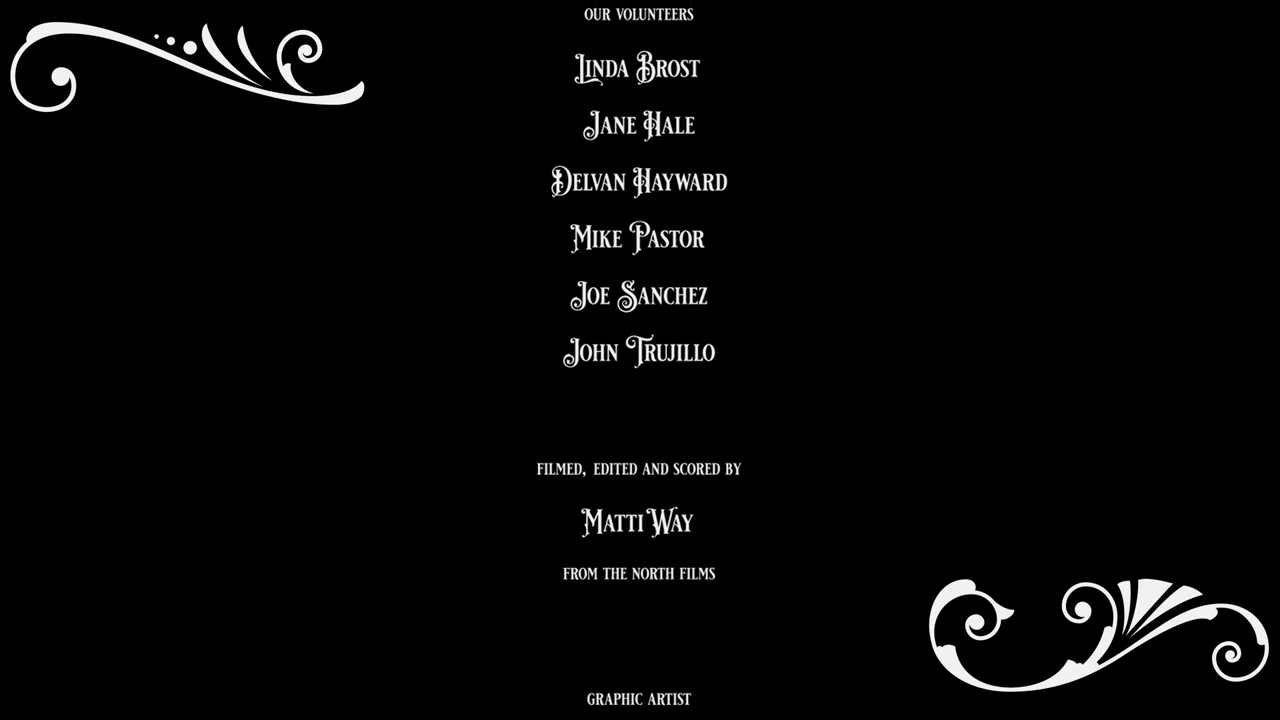 OUR VOLUNTEERS
LINDA BROST
JANE HALE
DELVAN HAYWARD
MIKE PASTOR
JOE SANCHEZ
JOHN TRUJILLO
FILMED, EDITED AND SCORED BY
MATTI WAY
FROM THE NORTH FILMS
GRAPHIC ARTIST